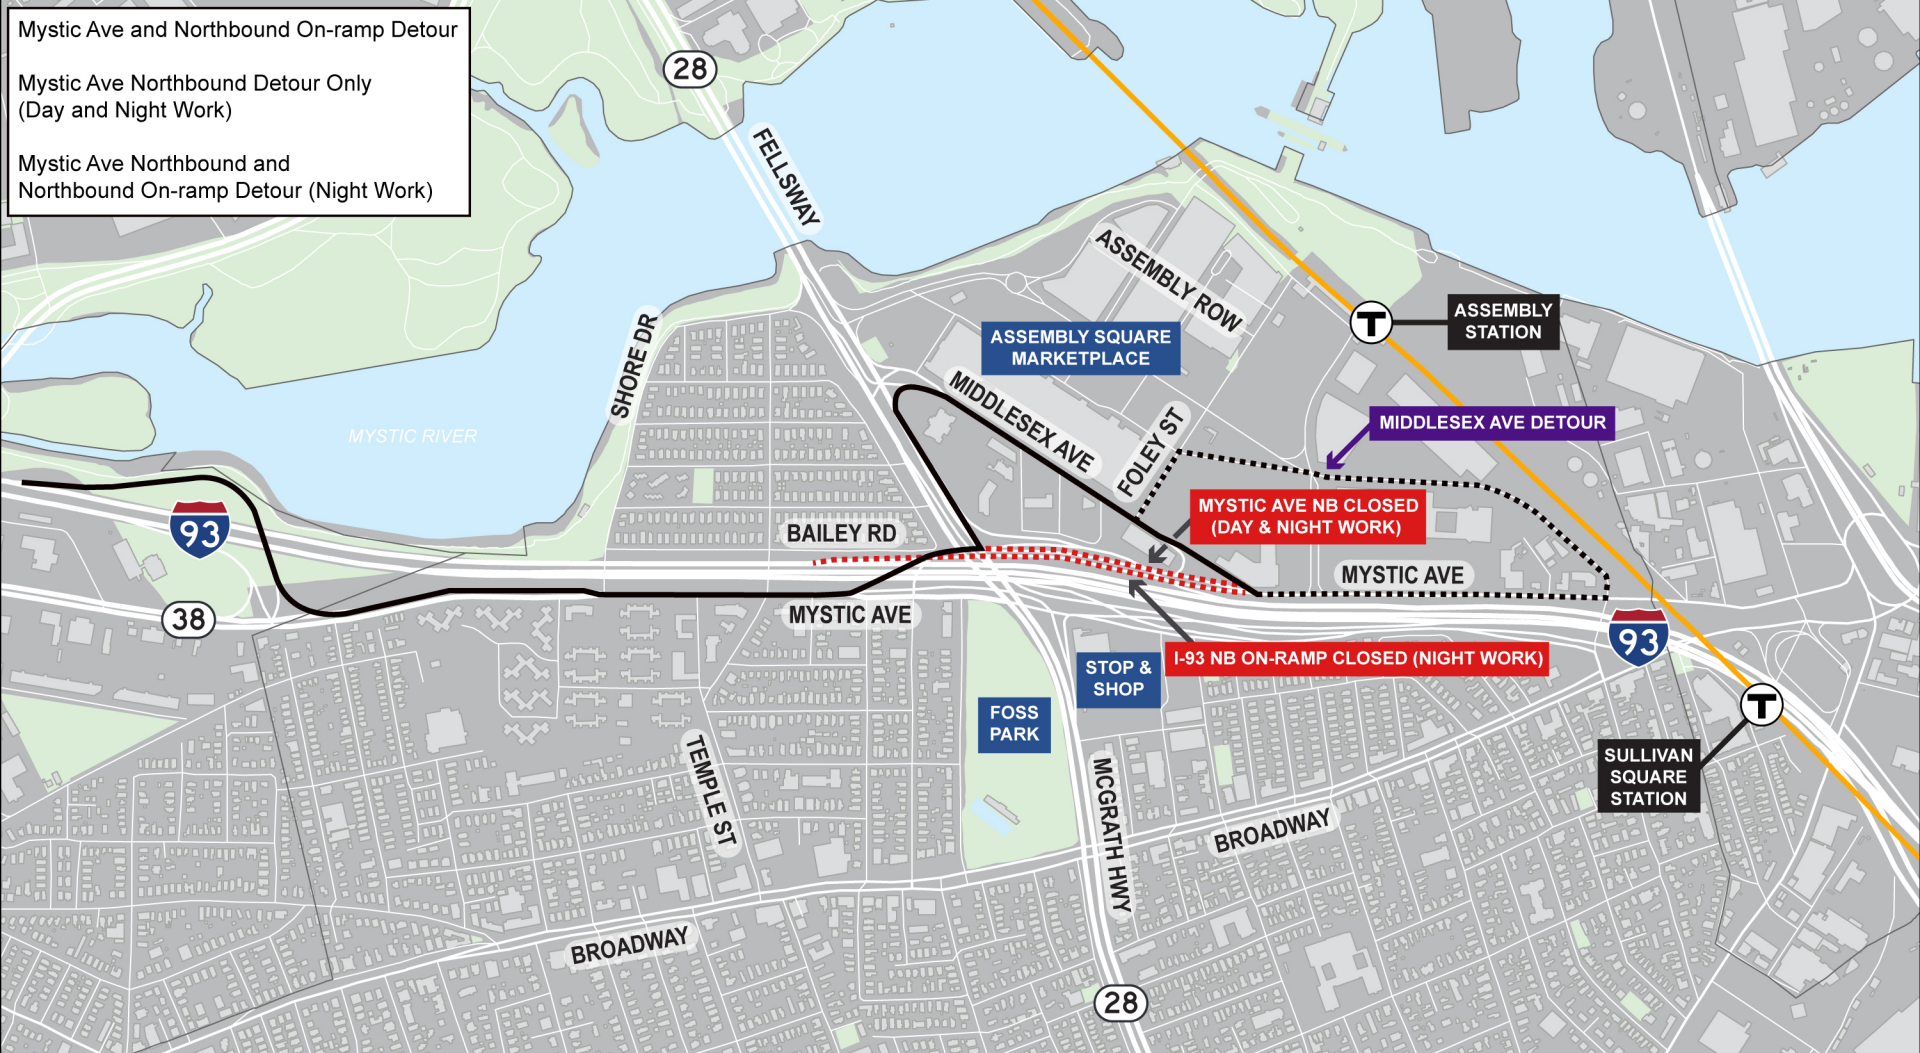 Mystic Ave and Northbound On-ramp Detour
Mystic Ave Northbound Detour Only
(Day and Night Work)
Mystic Ave Northbound and
Northbound On-ramp Detour (Night Work)
28
FELLSWAY
ASSEMBLY ROW
ASSEMBLY
STATION
T
ASSEMBLY SQUARE
MARKETPLACE
SHORE DR
MIDDLESEX AVE
FOLEY ST
MIDDLESEX AVE DETOUR
MYSTIC RIVER
MYSTIC AVE NB CLOSED
(DAY & NIGHT WORK)
93
BAILEY RD
MYSTIC AVE
38
MYSTIC AVE
93
I-93 NB ON-RAMP CLOSED (NIGHT WORK)
STOP &
SHOP
FOSS
PARK
T
SULLIVAN
SQUARE
STATION
TEMPLE ST
MCGRATH HWY
BROADWAY
BROADWAY
28